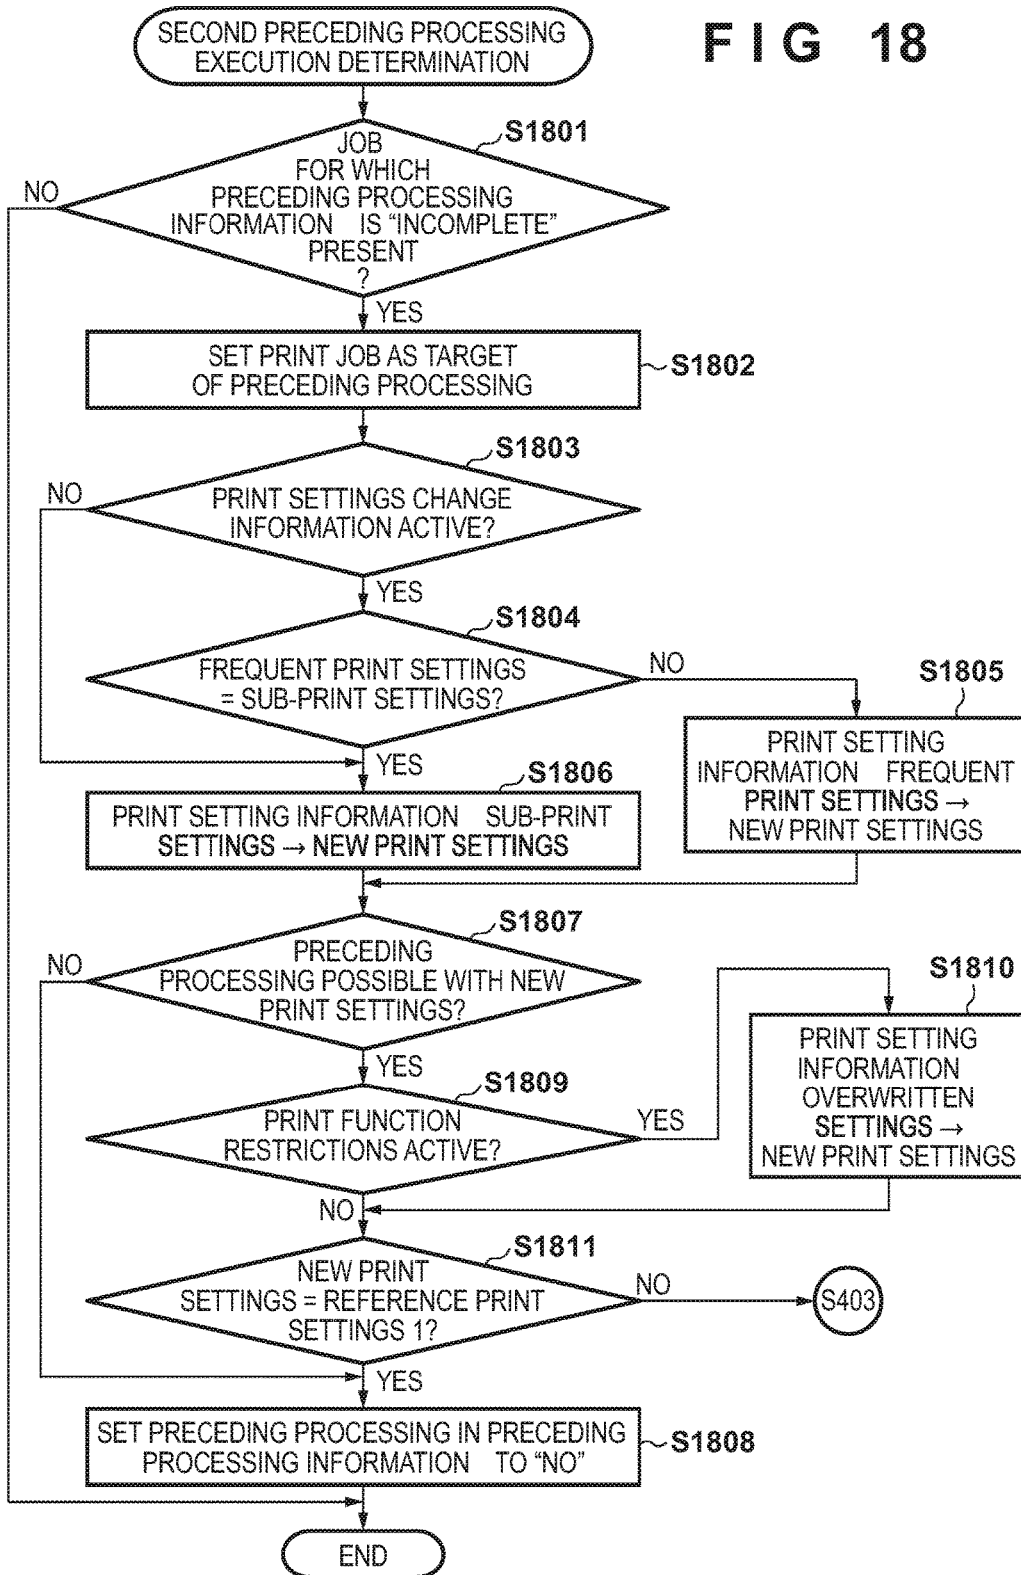 FIG 18
SECOND PRECEDING PROCESSING
EXECUTION DETERMINATION
S1801
JOB
FOR WHICH
PRECEDING PROCESSING
INFORMATION IS “INCOMPLETE”
PRESENT
?
NO
YES
SET PRINT JOB AS TARGET
OF PRECEDING PROCESSING
S1802
S1803
PRINT SETTINGS CHANGE
INFORMATION ACTIVE?
NO
YES
S1804
FREQUENT PRINT SETTINGS
= SUB-PRINT SETTINGS?
NO
YES
S1805
PRINT SETTING
INFORMATION FREQUENT
PRINT SETTINGS →
NEW PRINT SETTINGS
S1806
PRINT SETTING INFORMATION SUB-PRINT
SETTINGS → NEW PRINT SETTINGS
S1807
PRECEDING
PROCESSING POSSIBLE WITH NEW
PRINT SETTINGS?
NO
YES
S1809
PRINT FUNCTION
RESTRICTIONS ACTIVE?
YES
NO
S1810
PRINT SETTING
INFORMATION
OVERWRITTEN
SETTINGS →
NEW PRINT SETTINGS
S1811
NEW PRINT
SETTINGS = REFERENCE PRINT
SETTINGS 1?
NO
S403
YES
SET PRECEDING PROCESSING IN PRECEDING
PROCESSING INFORMATION TO “NO”
S1808
END